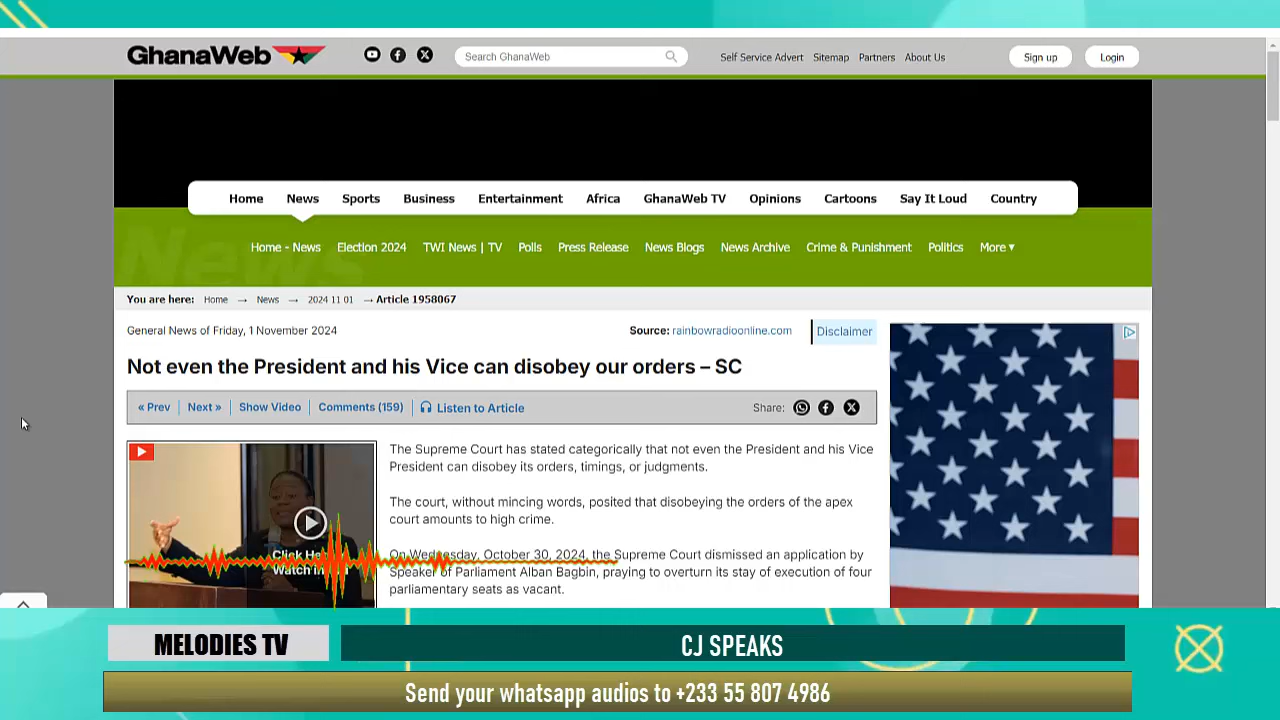 GhanaWeb
Search GhanaWeb
Self Service Advert Sitemap Partners About Us
Sign up Login
Home News Sports Business Entertainment Africa GhanaWeb TV Opinions Cartoons Say It Loud Country
News
Home - News Election 2024 TWI News | TV Polls Press Release News Blogs News Archive Crime & Punishment Politics More ▾
You are here: Home → News → 2024 11 01 → Article 1958067
General News of Friday, 1 November 2024
Source: rainbowradioonline.com
Disclaimer
Not even the President and his Vice can disobey our orders – SC
« Prev Next » Show Video Comments (159) Listen to Article Share:
The Supreme Court has stated categorically that not even the President and his Vice
President can disobey its orders, timings, or judgments.
The court, without mincing words, posited that disobeying the orders of the apex
court amounts to high crime.
On Wednesday, October 30, 2024, the Supreme Court dismissed an application by
Speaker of Parliament Alban Bagbin, praying to overturn its stay of execution of four
parliamentary seats as vacant.
MELODIES TV
CJ SPEAKS
Send your whatsapp audios to +233 55 807 4986